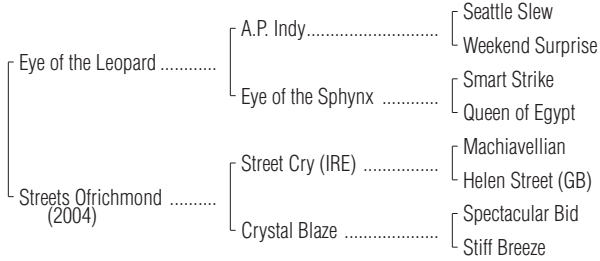 Seattle Slew
A.P. Indy..............................
Weekend Surprise
Eye of the Leopard ............
Smart Strike
Eye of the Sphynx ............
Queen of Egypt
Machiavellian
Street Cry (IRE) ................
Helen Street (GB)
Streets Ofrichmond ..........
(2004)
Spectacular Bid
Crystal Blaze ....................
Stiff Breeze